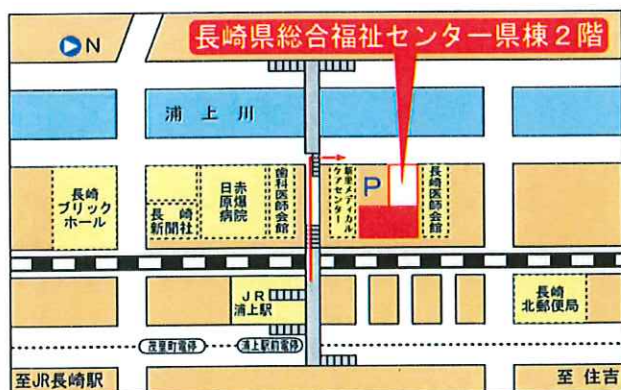 N
長崎県総合福祉センター県棟2階
浦上川
長崎
ブリック
ホール
長崎
新聞社
日赤
原爆
病院
歯科医師会館
新里メディカル
ケアセンター
P
長崎医師会館
JR
浦上駅
長崎
北郵便局
茂里町電停
浦上駅前電停
至JR長崎駅
至 住吉